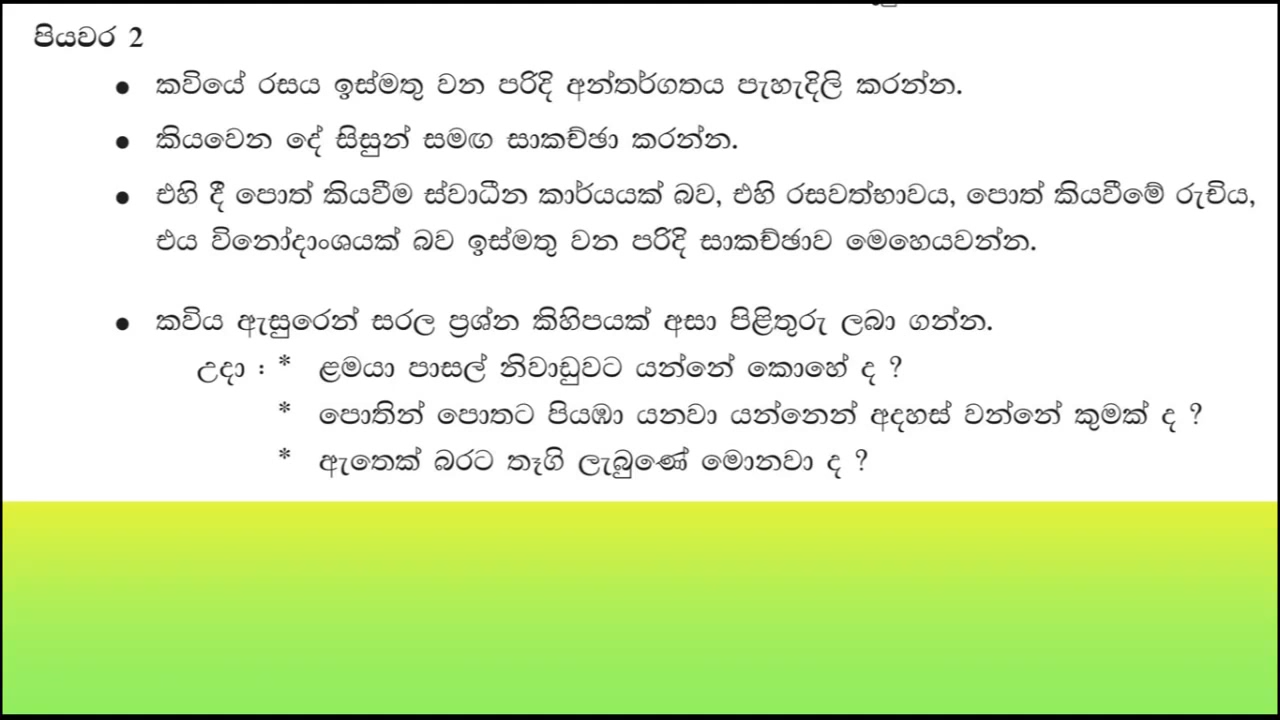 පියවර 2
● කවියේ රසය ඉස්මතු වන පරිදි අන්තර්ගතය පැහැදිලි කරන්න.
● කියවෙන දේ සිසුන් සමඟ සාකච්ඡා කරන්න.
● එහි දී පොත් කියවීම ස්වාධීන කාර්යයක් බව, එහි රසවත්භාවය, පොත් කියවීමේ රුචිය,
එය විනෝදාංශයක් බව ඉස්මතු වන පරිදි සාකච්ඡාව මෙහෙයවන්න.
● කවිය ඇසුරෙන් සරල ප්‍රශ්න කිහිපයක් අසා පිළිතුරු ලබා ගන්න.
උදා : * ළමයා පාසල් නිවාඩුවට යන්නේ කොහේ ද ?
* පොතින් පොතට පියඹා යනවා යන්නෙන් අදහස් වන්නේ කුමක් ද ?
* ඇතෙක් බරට තෑගි ලැබුණේ මොනවා ද ?